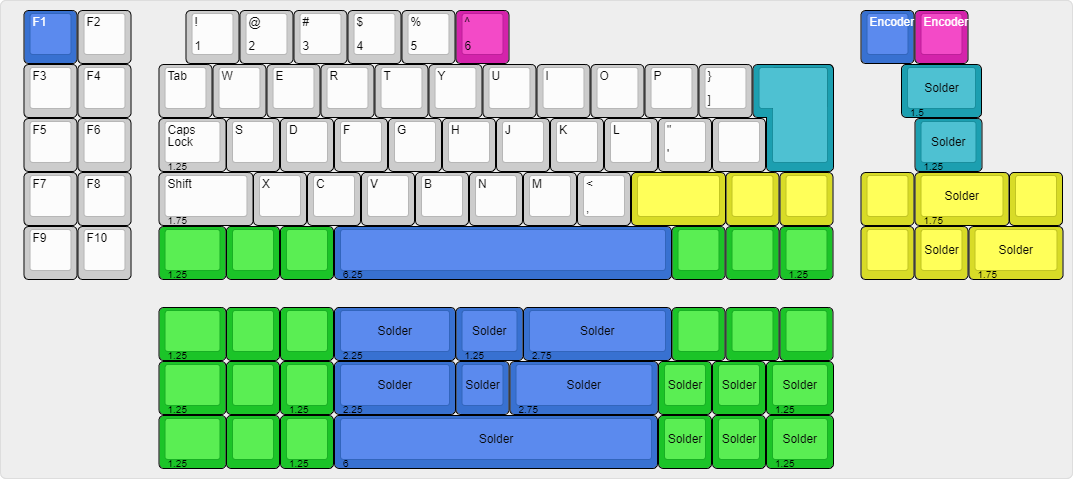 F1 F2 ! @ # $ % ^ Encoder Encoder
1 2 3 4 5 6
F3 F4 Tab W E R T Y U I O P } Solder
]
1.5
F5 F6 Caps S D F G H J K L " Solder
Lock '
1.25 1.25
F7 F8 Shift X C V B N M < Solder
,
1.75 1.75
F9 F10 Solder Solder
1.25 6.25 1.25 1.75
Solder Solder Solder
1.25 2.25 1.25 2.75
Solder Solder Solder Solder Solder Solder
1.25 1.25 2.25 2.75 1.25
Solder Solder Solder Solder
1.25 1.25 6 1.25